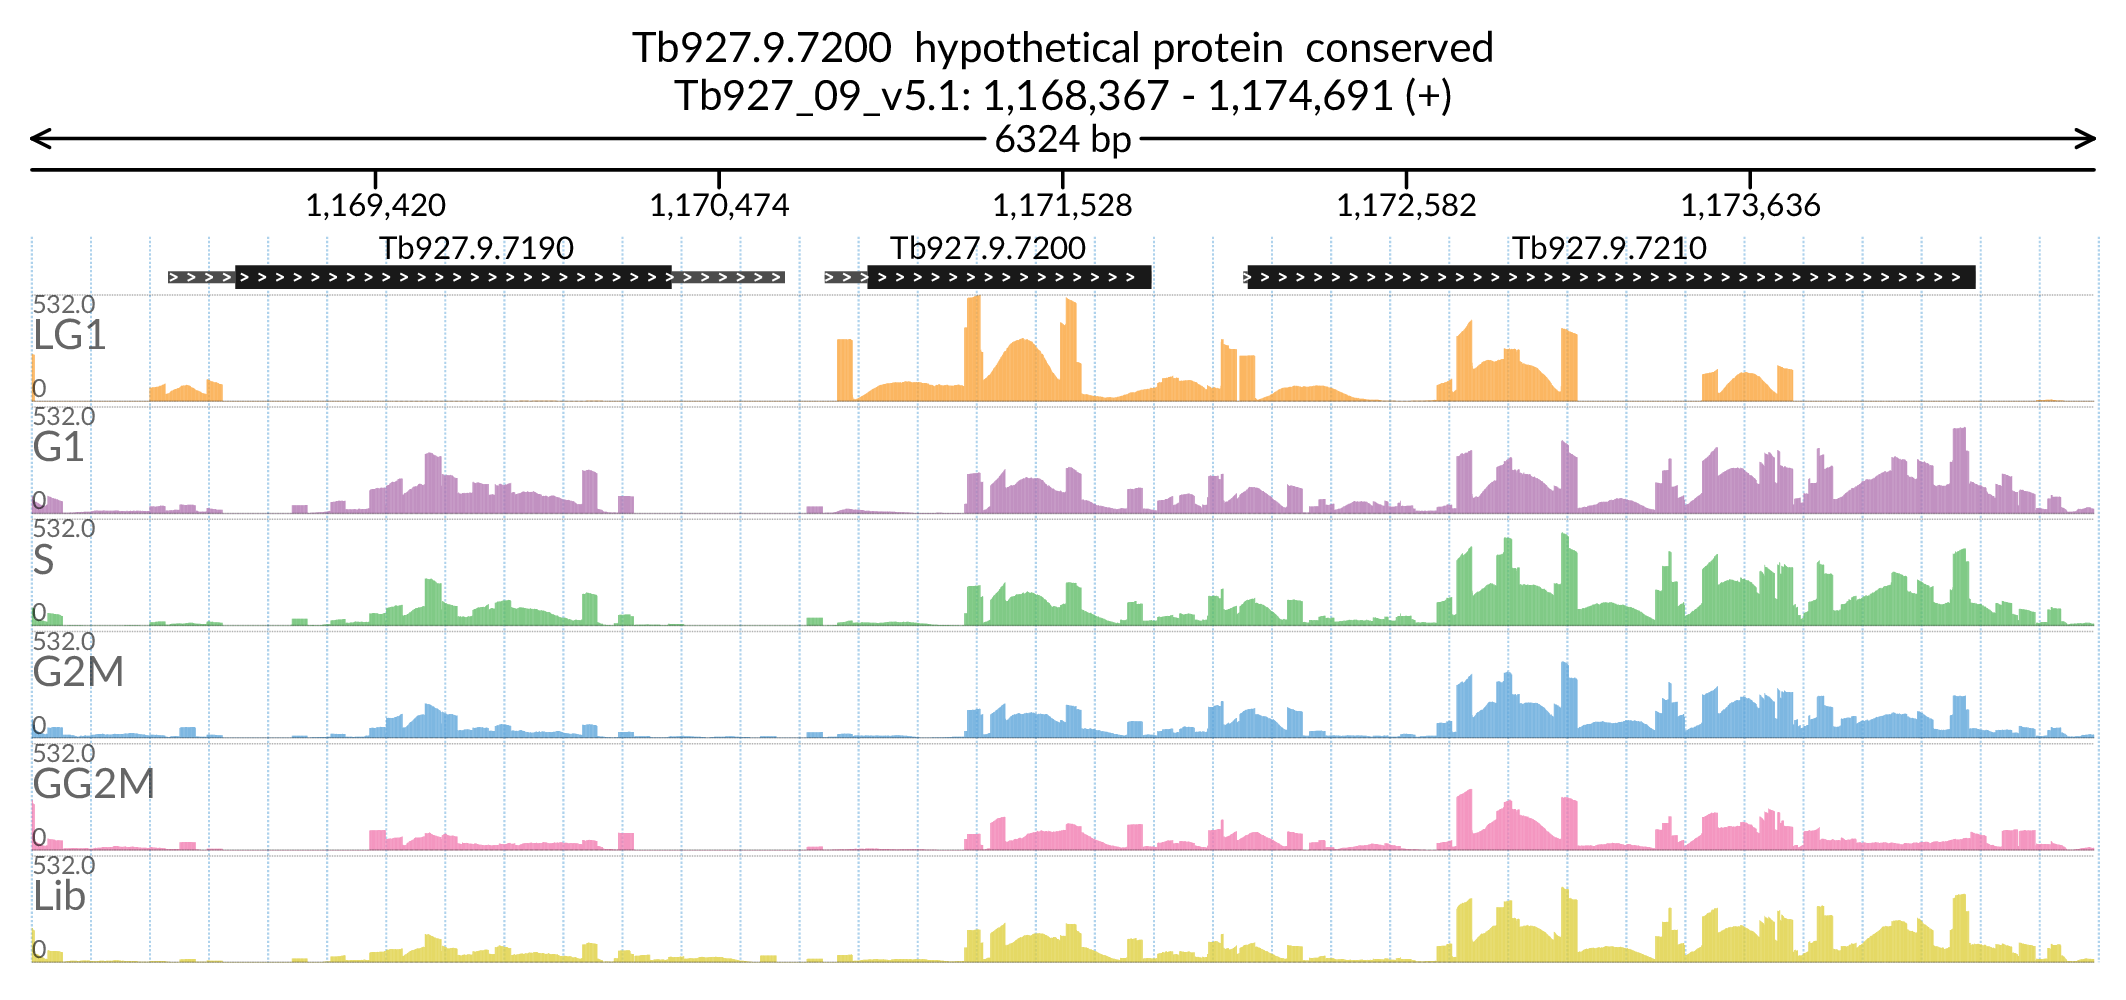 Tb927.9.7200  hypothetical protein  conserved
Tb927_09_v5.1: 1,168,367 - 1,174,691 (+)
6324 bp
1,169,420 1,170,474 1,171,528 1,172,582 1,173,636
Tb927.9.7190 Tb927.9.7200 Tb927.9.7210
532.0
LG1
0
532.0
G1
0
532.0
S
0
532.0
G2M
0
532.0
GG2M
0
532.0
Lib
0